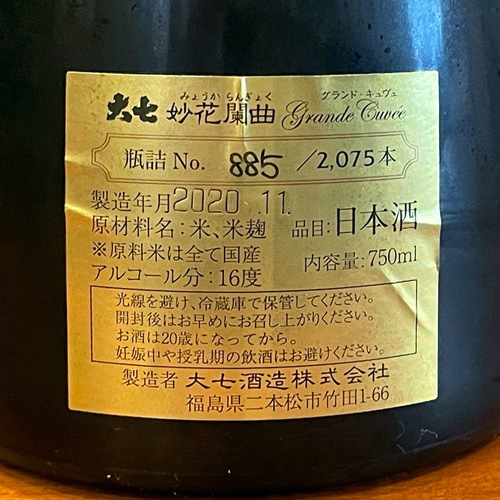 みょうか らんぎょく グランド・キュヴェ
大七 妙花闌曲 Grande Cuvée
瓶詰 No. 885 /2,075本
製造年月2020.11.
原材料名：米、米麹 品目：日本酒
※原料米は全て国産
内容量：750ml
アルコール分：16度
光線を避け、冷蔵庫で保管してください。
開封後はお早めにお召し上がりください。
お酒は20歳になってから。
妊娠中や授乳期の飲酒はお避けください。
製造者 大七酒造株式会社
福島県二本松市竹田1-66